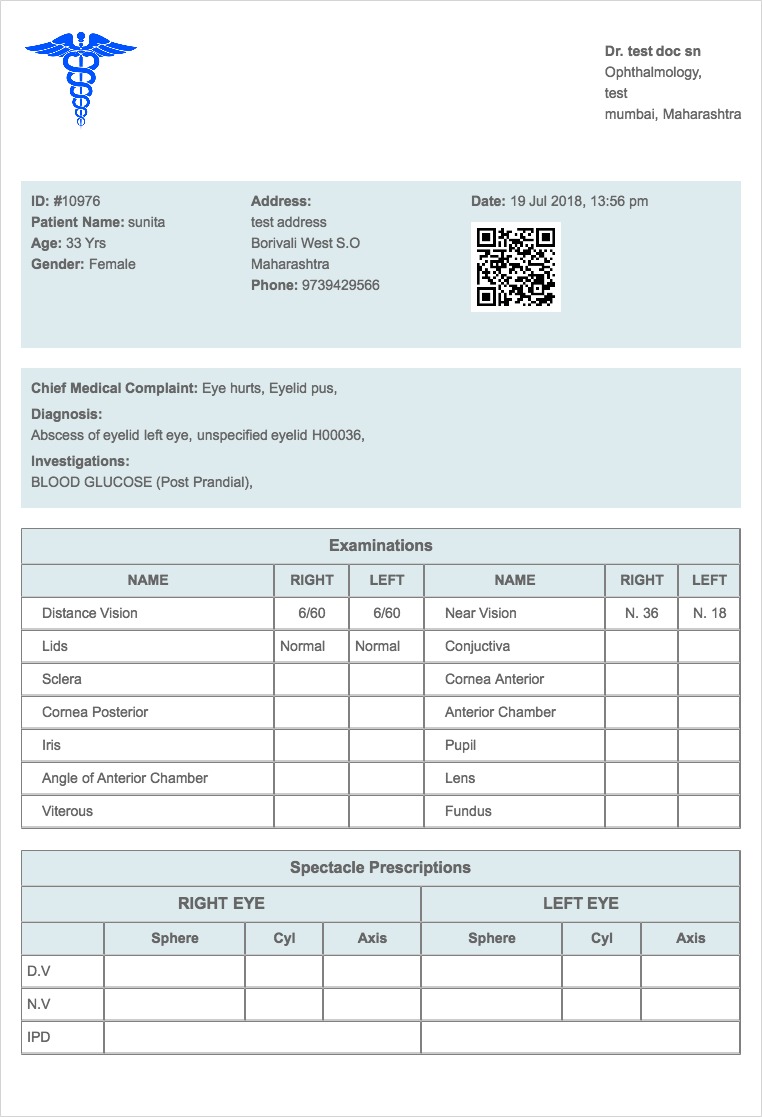 Dr. test doc sn
Ophthalmology,
test
mumbai, Maharashtra
ID: #10976
Patient Name: sunita
Age: 33 Yrs
Gender: Female
Address:
test address
Borivali West S.O
Maharashtra
Phone: 9739429566
Date: 19 Jul 2018, 13:56 pm
Chief Medical Complaint: Eye hurts, Eyelid pus,
Diagnosis:
Abscess of eyelid left eye, unspecified eyelid H00036,
Investigations:
BLOOD GLUCOSE (Post Prandial),
Examinations
NAME RIGHT LEFT NAME RIGHT LEFT
Distance Vision 6/60 6/60 Near Vision N. 36 N. 18
Lids Normal Normal Conjuctiva
Sclera Cornea Anterior
Cornea Posterior Anterior Chamber
Iris Pupil
Angle of Anterior Chamber Lens
Viterous Fundus
Spectacle Prescriptions
RIGHT EYE LEFT EYE
Sphere Cyl Axis Sphere Cyl Axis
D.V
N.V
IPD